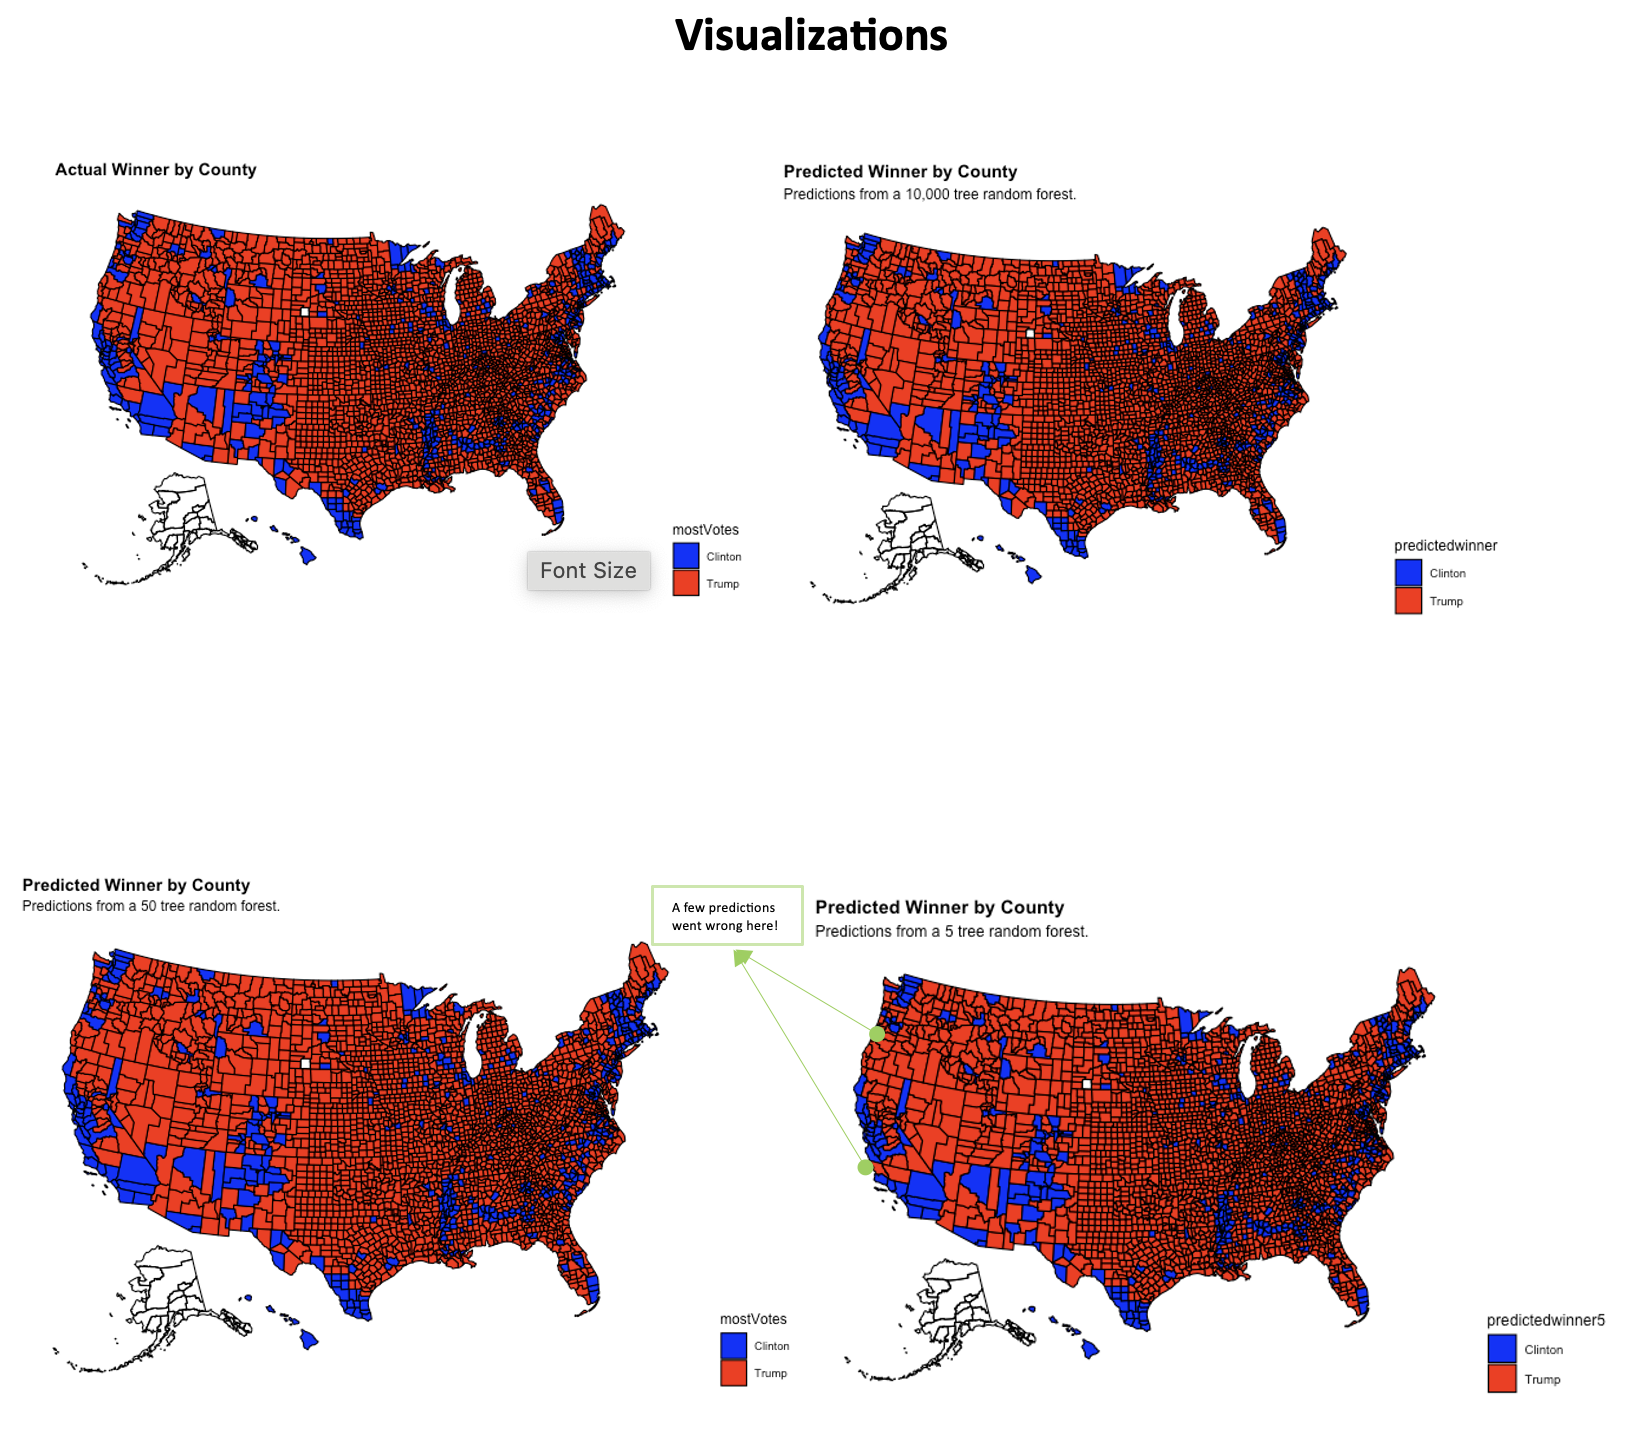 Visualizations
Actual Winner by County
Predicted Winner by County
Predictions from a 10,000 tree random forest.
mostVotes
Clinton
Trump
Font Size
predictedwinner
Clinton
Trump
Predicted Winner by County
Predictions from a 50 tree random forest.
A few predictions
went wrong here!
Predicted Winner by County
Predictions from a 5 tree random forest.
mostVotes
Clinton
Trump
predictedwinner5
Clinton
Trump